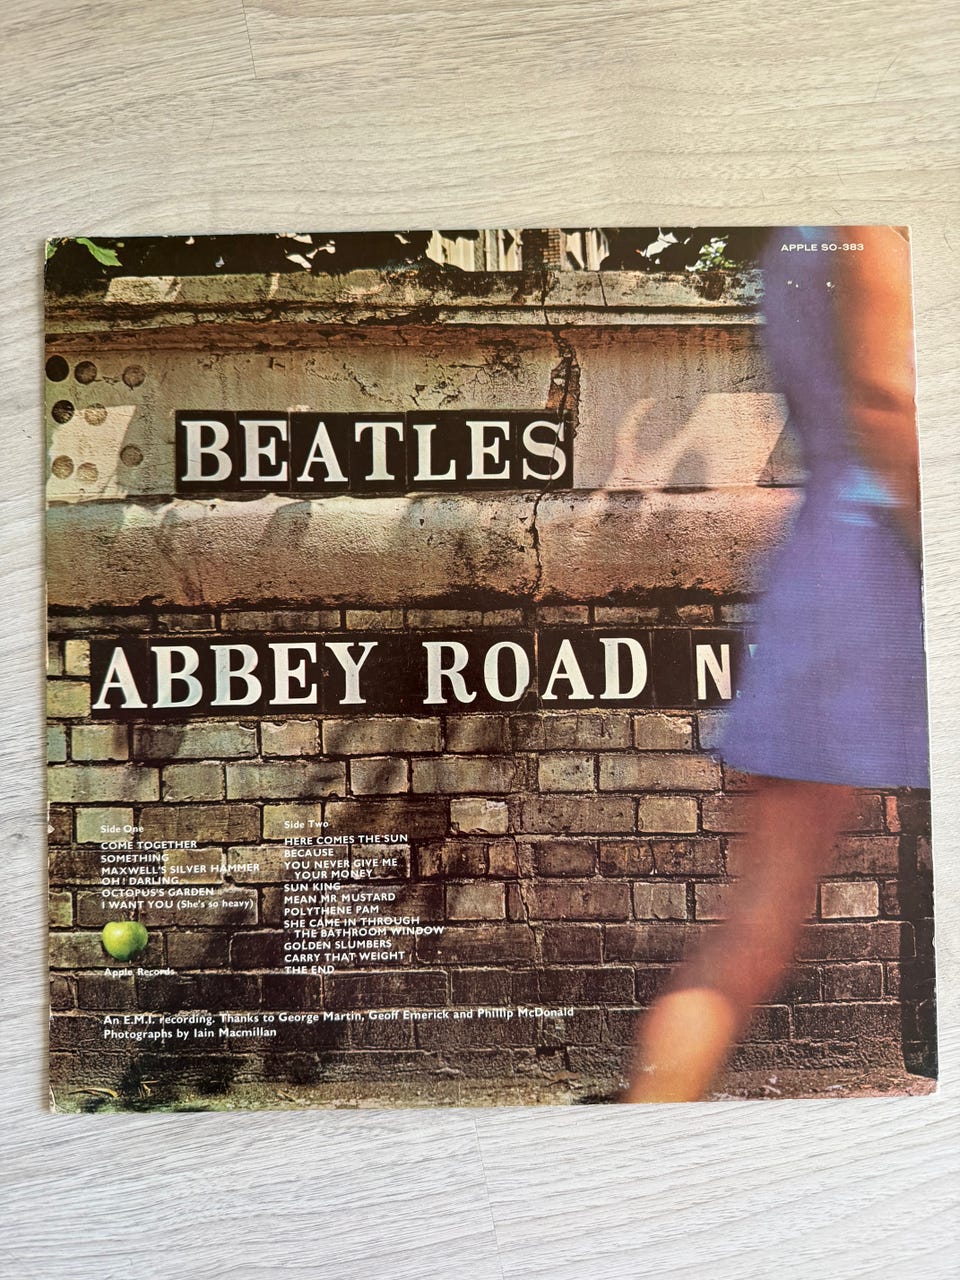 APPLE SO-383
BEATLES
ABBEY ROAD N
Side One
COME TOGETHER
SOMETHING
MAXWELL'S SILVER HAMMER
OH! DARLING
OCTOPUS'S GARDEN
I WANT YOU (She's so heavy)
Apple Records
Side Two
HERE COMES THE SUN
BECAUSE
YOU NEVER GIVE ME
YOUR MONEY
SUN KING
MEAN MR MUSTARD
POLYTHENE PAM
SHE CAME IN THROUGH
THE BATHROOM WINDOW
GOLDEN SLUMBERS
CARRY THAT WEIGHT
THE END
An E.M.I. recording. Thanks to George Martin, Geoff Emerick and Phillip McDonald
Photographs by Iain Macmillan